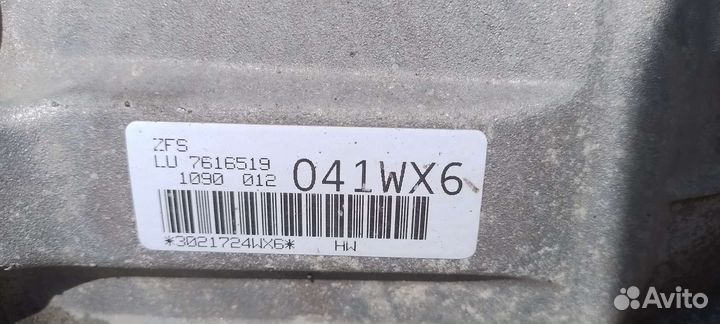 ZFS
LU 7616519
1090 012
041WX6
*3021724WX6* HW
Avito